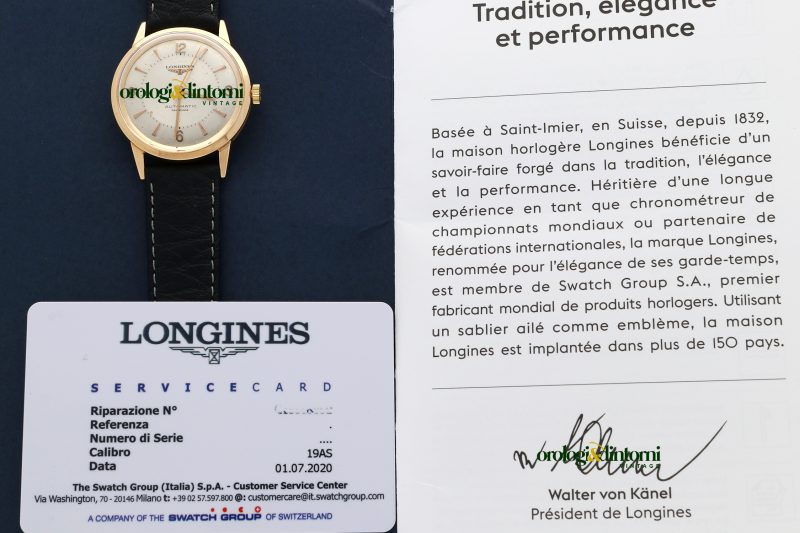 12
LONGINES
orologi&dintorni
VINTAGE
AUTOMATIC
6
LONGINES
SERVICECARD
Riparazione N°
Referenza .
Numero di Serie ....
Calibro 19AS
Data 01.07.2020
The Swatch Group (Italia) S.p.A. - Customer Service Center
Via Washington, 70 - 20146 Milano t: +39 02 57.597.800 @: customercare@it.swatchgroup.com
A COMPANY OF THE SWATCH GROUP OF SWITZERLAND
Tradition, élégance
et performance
Basée à Saint-Imier, en Suisse, depuis 1832,
la maison horlogère Longines bénéficie d'un
savoir-faire forgé dans la tradition, l'élégance
et la performance. Héritière d'une longue
expérience en tant que chronométreur de
championnats mondiaux ou partenaire de
fédérations internationales, la marque Longines,
renommée pour l'élégance de ses garde-temps,
est membre de Swatch Group S.A., premier
fabricant mondial de produits horlogers. Utilisant
un sablier ailé comme emblème, la maison
Longines est implantée dans plus de 150 pays.
orologi&dintorni
VINTAGE
Walter von Känel
Président de Longines